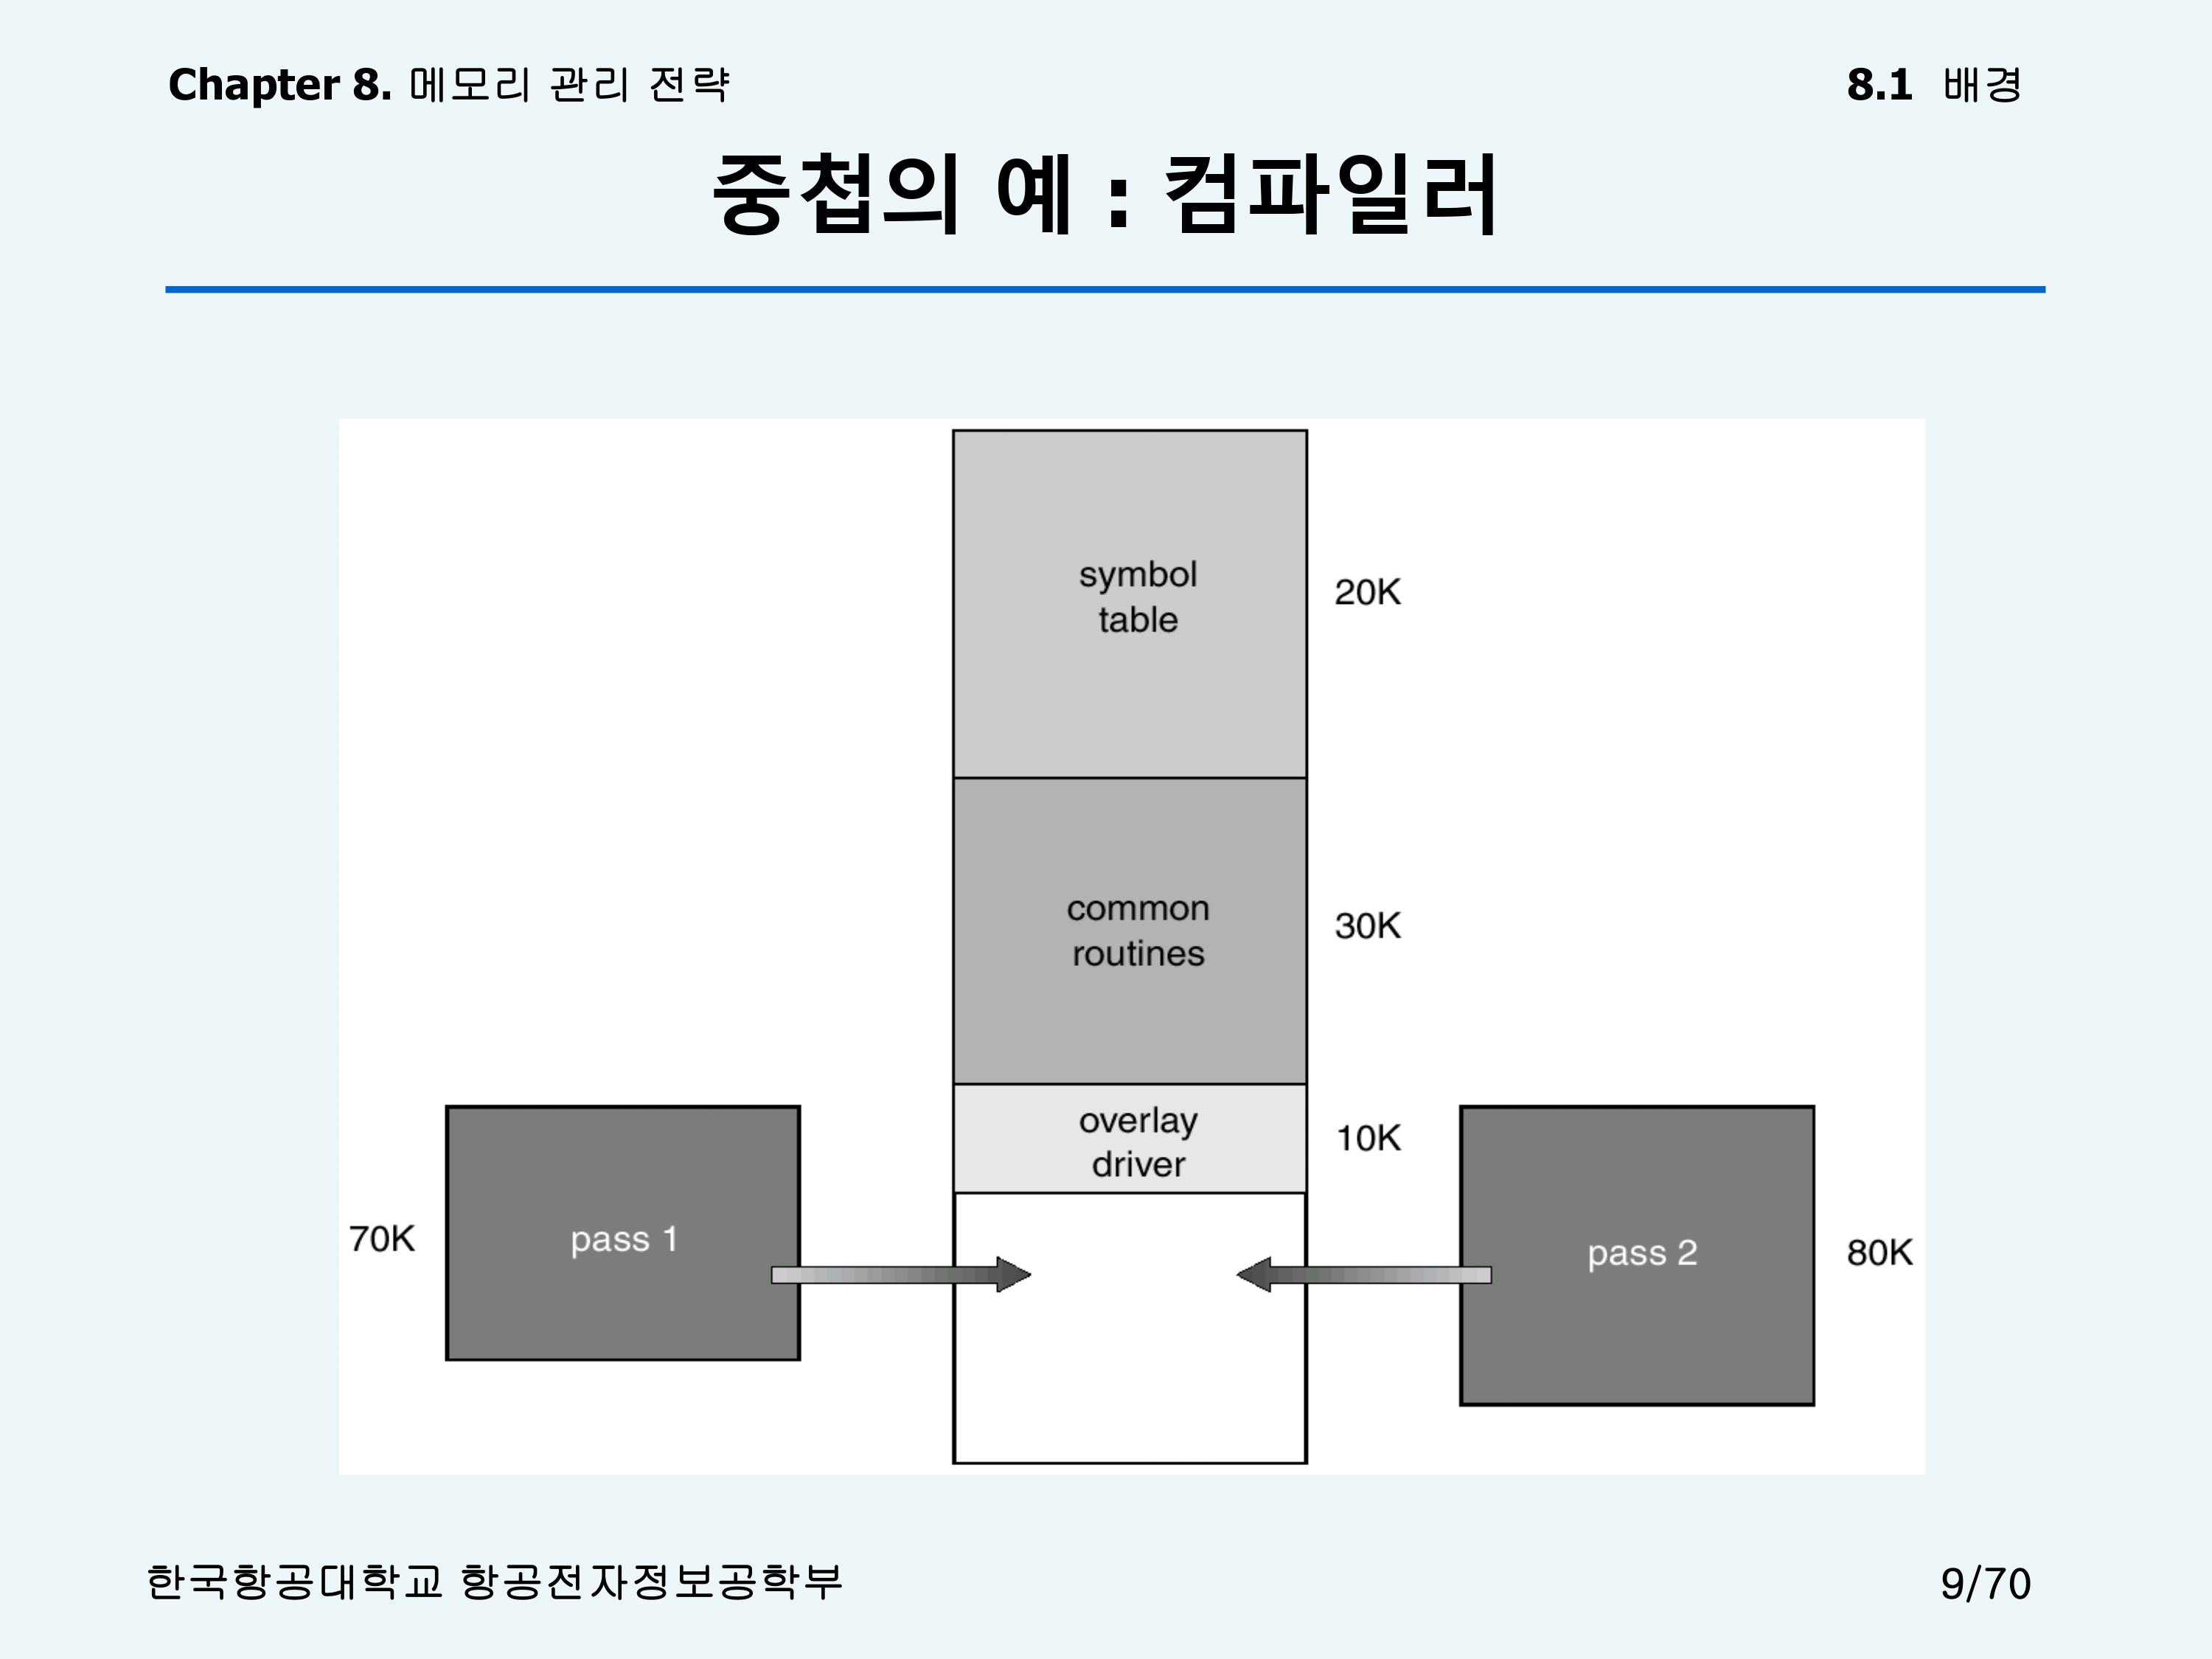 Chapter 8. 메모리 관리 전략
8.1 배경
중첩의 예 : 컴파일러
symbol
table
20K
common
routines
30K
overlay
driver
10K
70K
pass 1
pass 2
80K
한국항공대학교 항공전자정보공학부
9/70